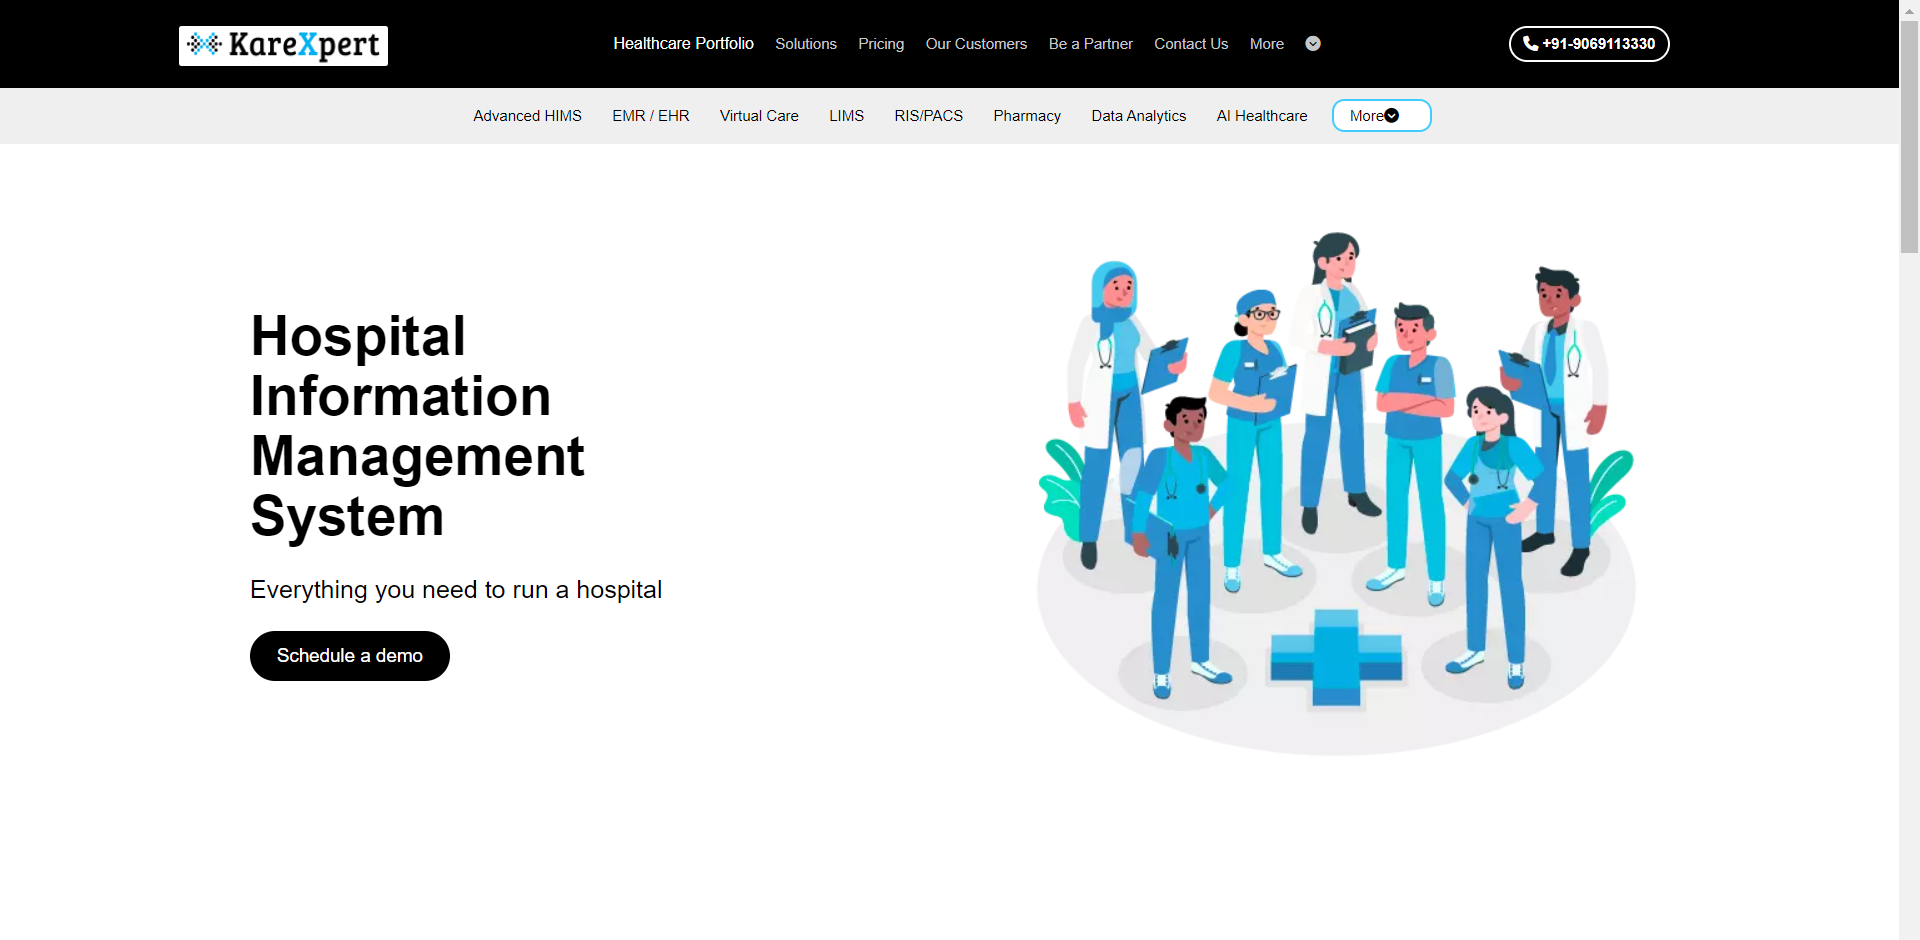 KareXpert
Healthcare Portfolio Solutions Pricing Our Customers Be a Partner Contact Us More
+91-9069113330
Advanced HIMS EMR / EHR Virtual Care LIMS RIS/PACS Pharmacy Data Analytics AI Healthcare More
Hospital
Information
Management
System
Everything you need to run a hospital
Schedule a demo